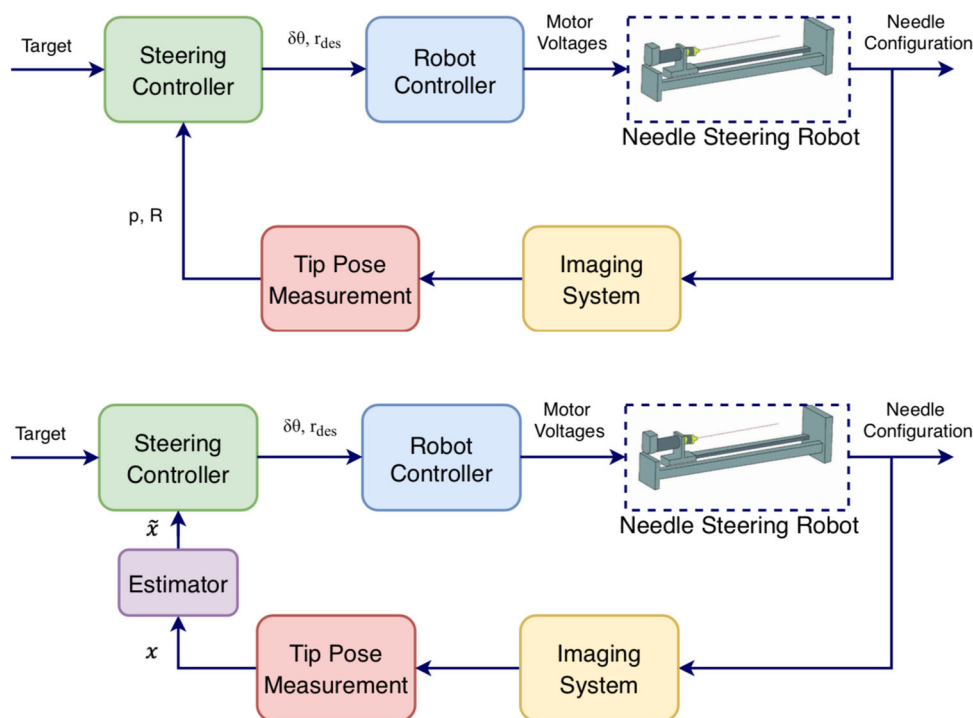 Target
Steering
Controller
δθ, r_des
Robot
Controller
Motor
Voltages
Needle Steering Robot
Needle
Configuration
p, R
Tip Pose
Measurement
Imaging
System
Target
Steering
Controller
δθ, r_des
Robot
Controller
Motor
Voltages
Needle Steering Robot
Needle
Configuration
x̃
Estimator
x
Tip Pose
Measurement
Imaging
System